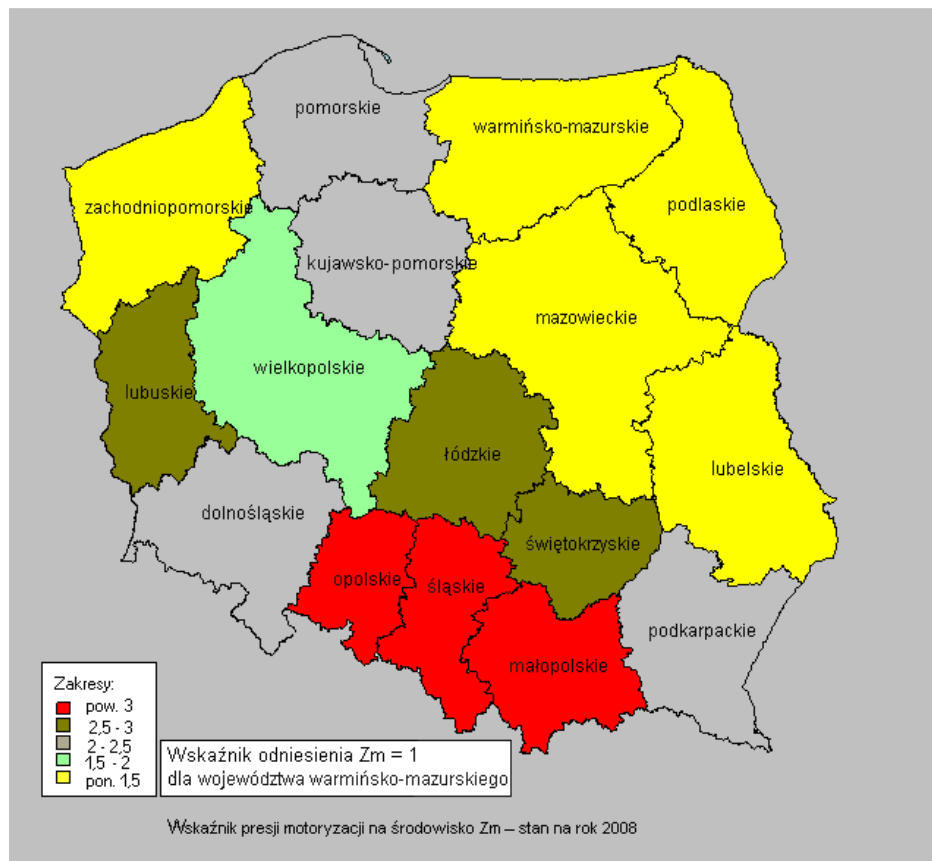 pomorskie
warmińsko-mazurskie
zachodniopomorskie
podlaskie
kujawsko-pomorskie
mazowieckie
wielkopolskie
lubuskie
łódzkie
lubelskie
dolnośląskie
świętokrzyskie
opolskie
śląskie
podkarpackie
małopolskie
Zakresy:
pow. 3
2,5 - 3
2 - 2,5
1,5 - 2
pon. 1,5
Wskaźnik odniesienia Zm = 1
dla województwa warmińsko-mazurskiego
Wskaźnik presji motoryzacji na środowisko Zm – stan na rok 2008